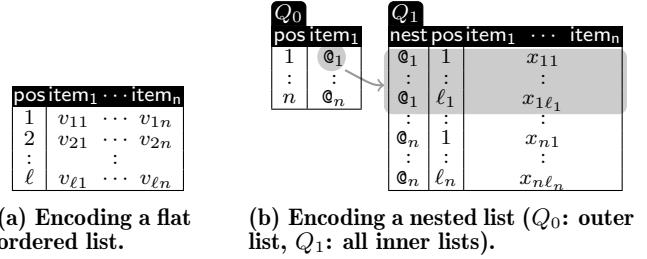 Q₀ Q₁
pos item₁ nest pos item₁ ··· itemₙ
1 @₁ @₁ 1 x₁₁
: : : : :
n @ₙ @₁ ℓ₁ x₁ℓ₁
: : :
@ₙ 1 xₙ₁
: : :
@ₙ ℓₙ xₙℓₙ
pos item₁ ··· itemₙ
1 v₁₁ ··· v₁ₙ
2 v₂₁ ··· v₂ₙ
: :
ℓ vℓ₁ ··· vℓₙ
(a) Encoding a flat
ordered list.
(b) Encoding a nested list (Q₀: outer
list, Q₁: all inner lists).